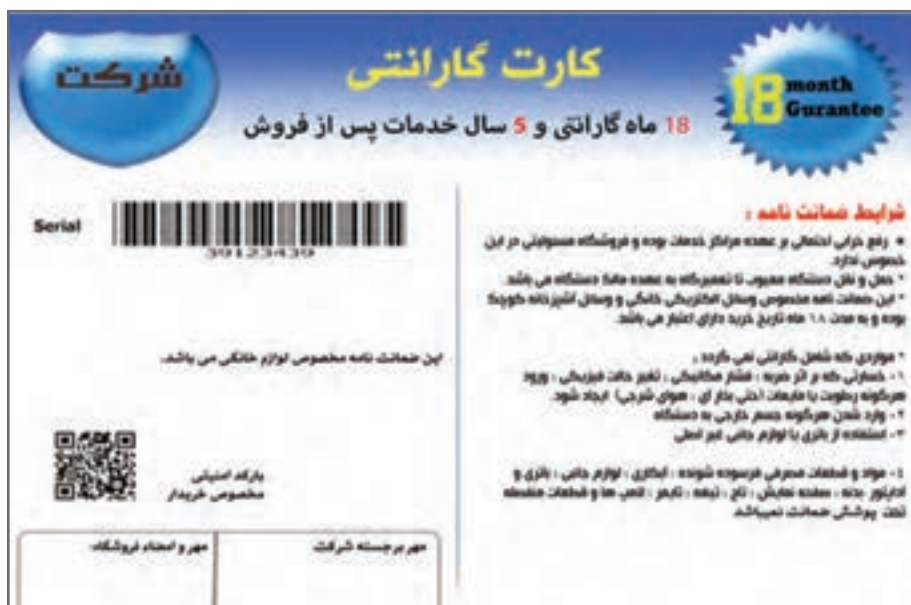 شرکت
کارت گارانتی
18 ماه گارانتی و 5 سال خدمات پس از فروش
18 month
Gurantee
شرایط ضمانت نامه :
* رفع خرابی احتمالی بر عهده مراکز خدمات بوده و فروشگاه مسئولیتی در این
خصوص ندارد.
* حمل و نقل دستگاه معیوب تا تعمیرگاه به عهده مالک دستگاه می باشد.
* این ضمانت نامه مخصوص وسایل الکتریکی خانگی و وسایل آشپزخانه کوچک
بوده و به مدت ۱۸ ماه تاریخ خرید دارای اعتبار می باشد.
* مواردی که شامل گارانتی نمی گردد :
۱- خسارتی که بر اثر ضربه ؛ فشار مکانیکی ؛ تغییر حالت فیزیکی ؛ ورود
هرگونه رطوبت یا مایعات (حتی بخار ای ؛ هوای شرجی) ایجاد شود.
۲- وارد شدن هرگونه جسم خارجی به دستگاه
۳- استفاده از باتری یا لوازم جانبی غیر اصلی
٤- مواد و قطعات مصرفی فرسوده شونده ؛ آبکاری ؛ لوازم جانبی ؛ باتری و
اداپتور بدنه ؛ صفحه نمایش ؛ تاچ ؛ تیغه ؛ تایمر ؛ لامپ ها و قطعات منفصله
تحت پوشش ضمانت نمیباشد.
Serial
39123439
این ضمانت نامه مخصوص لوازم خانگی می باشد.
بارکد امنیتی
مخصوص خریدار
مهر برجسته شرکت
مهر و امضاء فروشگاه: